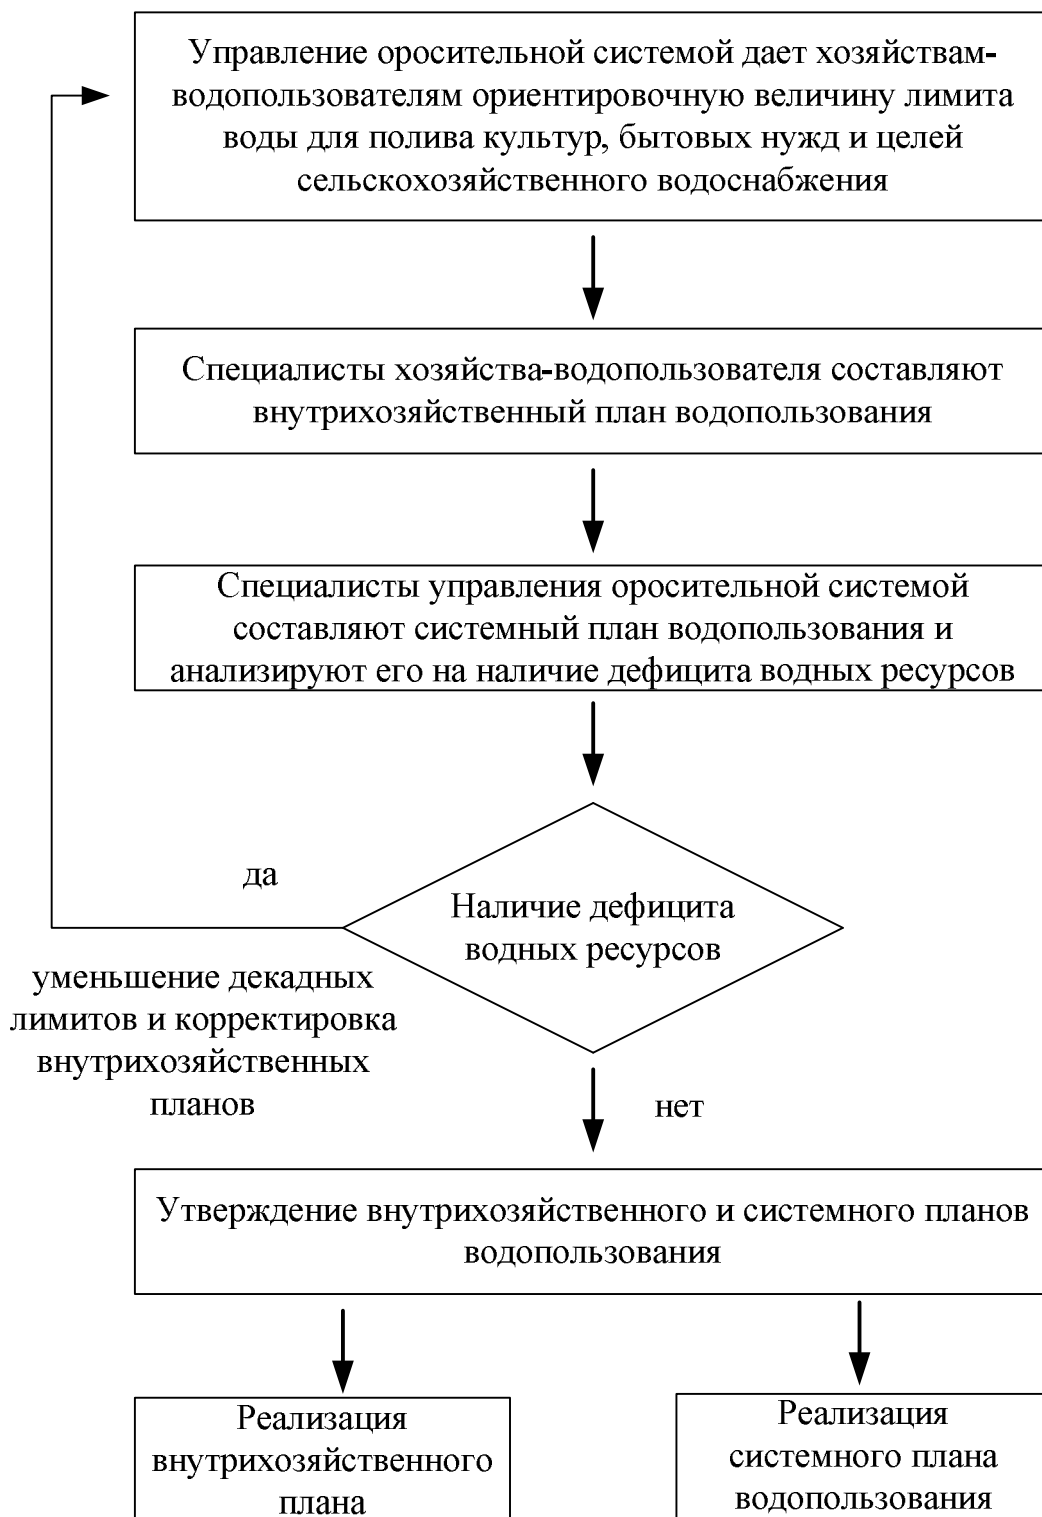 Управление оросительной системой дает хозяйствам-
водопользователям ориентировочную величину лимита
воды для полива культур, бытовых нужд и целей
сельскохозяйственного водоснабжения
Специалисты хозяйства-водопользователя составляют
внутрихозяйственный план водопользования
Специалисты управления оросительной системой
составляют системный план водопользования и
анализируют его на наличие дефицита водных ресурсов
да
Наличие дефицита
водных ресурсов
уменьшение декадных
лимитов и корректировка
внутрихозяйственных
планов
нет
Утверждение внутрихозяйственного и системного планов
водопользования
Реализация
внутрихозяйственного
плана
Реализация
системного плана
водопользования